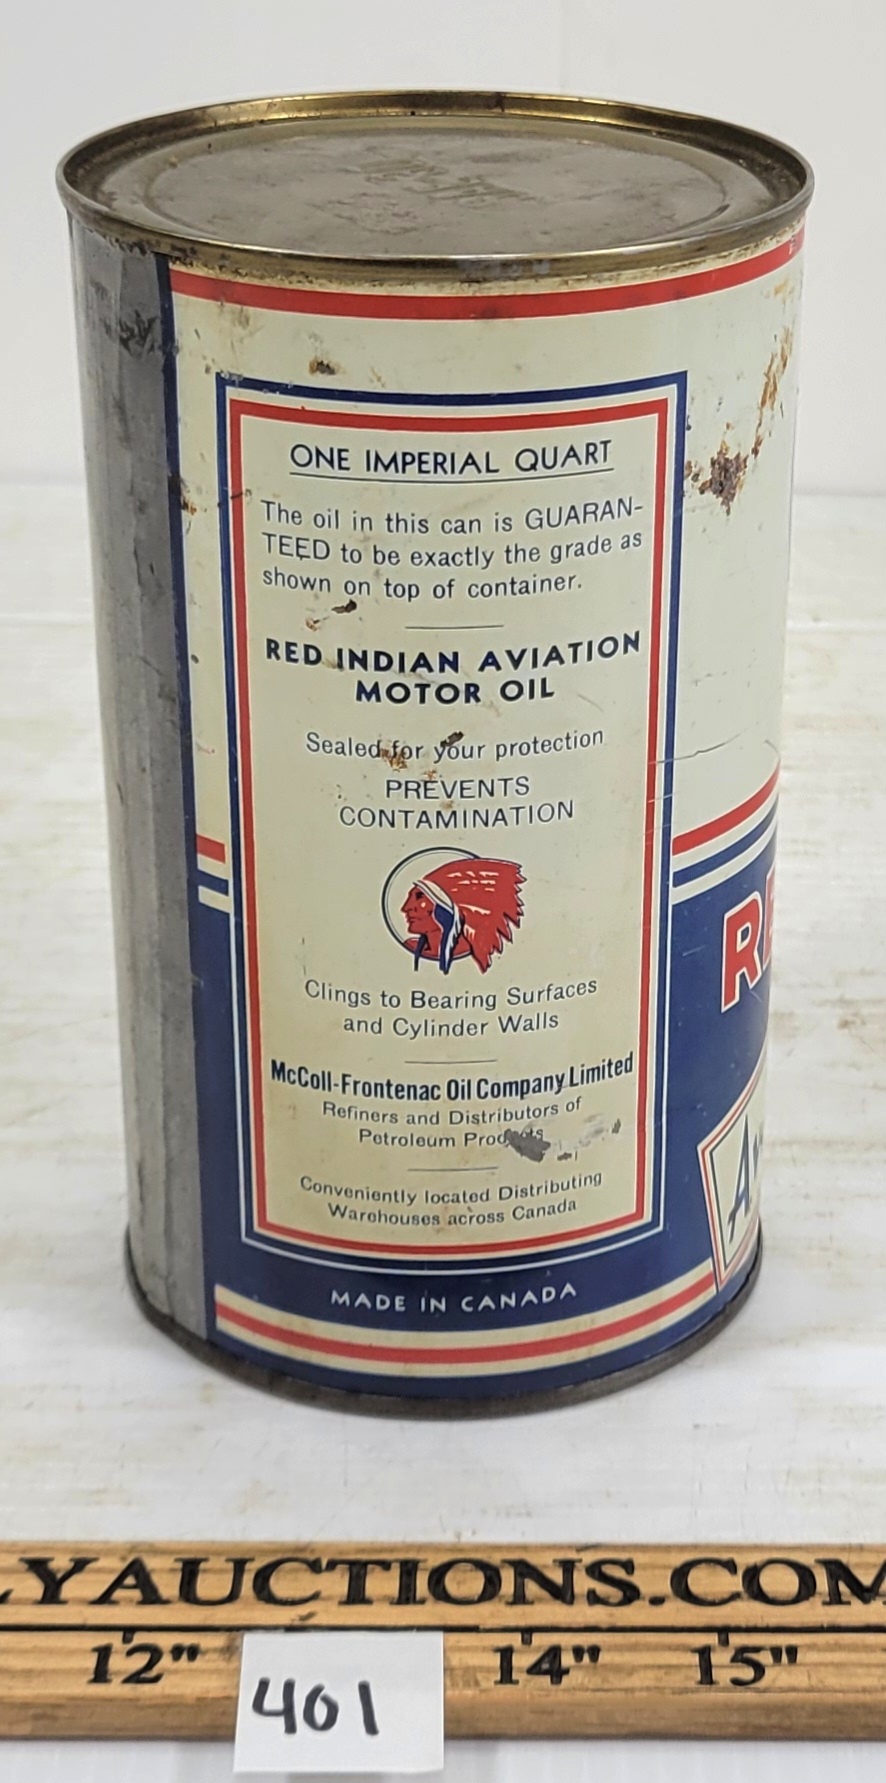 ONE IMPERIAL QUART
The oil in this can is GUARAN-
TEED to be exactly the grade as
shown on top of container.
RED INDIAN AVIATION
MOTOR OIL
Sealed for your protection
PREVENTS
CONTAMINATION
Clings to Bearing Surfaces
and Cylinder Walls
McColl-Frontenac Oil Company Limited
Refiners and Distributors of
Petroleum Products
Conveniently located Distributing
Warehouses across Canada
MADE IN CANADA
RE
Av
LYAUCTIONS.COM
12" 14" 15"
401